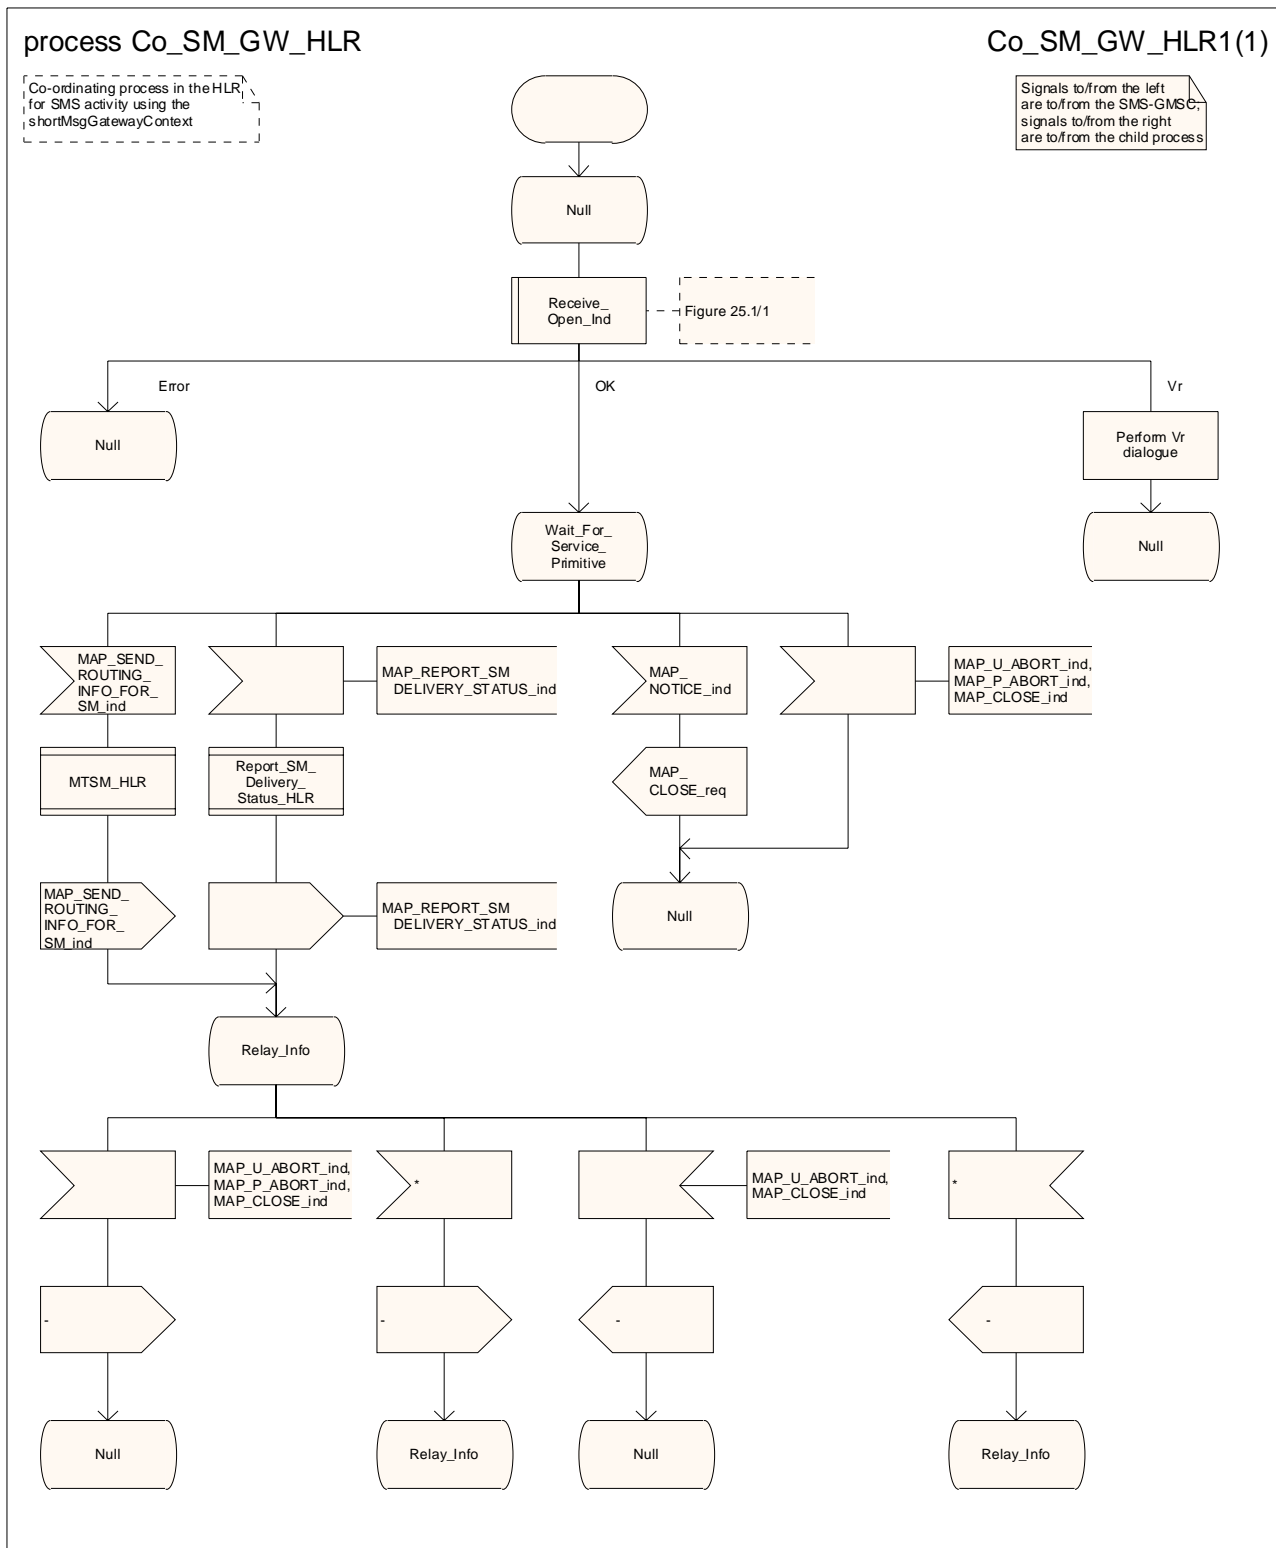 process Co_SM_GW_HLR
Co_SM_GW_HLR1(1)
Co-ordinating process in the HLR
for SMS activity using the
shortMsgGatewayContext
Signals to/from the left
are to/from the SMS-GMSC;
signals to/from the right
are to/from the child process
Null
Receive_
Open_Ind
Figure 25.1/1
Error
OK
Vr
Null
Perform Vr
dialogue
Wait_For_
Service_
Primitive
Null
MAP_SEND_
ROUTING_
INFO_FOR_
SM_ind
MAP_REPORT_SM
DELIVERY_STATUS_ind
MAP_
NOTICE_ind
MAP_U_ABORT_ind,
MAP_P_ABORT_ind,
MAP_CLOSE_ind
MTSM_HLR
Report_SM_
Delivery_
Status_HLR
MAP_
CLOSE_req
MAP_SEND_
ROUTING_
INFO_FOR_
SM_ind
MAP_REPORT_SM
DELIVERY_STATUS_ind
Null
Relay_Info
MAP_U_ABORT_ind,
MAP_P_ABORT_ind,
MAP_CLOSE_ind
*
MAP_U_ABORT_ind,
MAP_CLOSE_ind
*
-
-
-
-
Null
Relay_Info
Null
Relay_Info